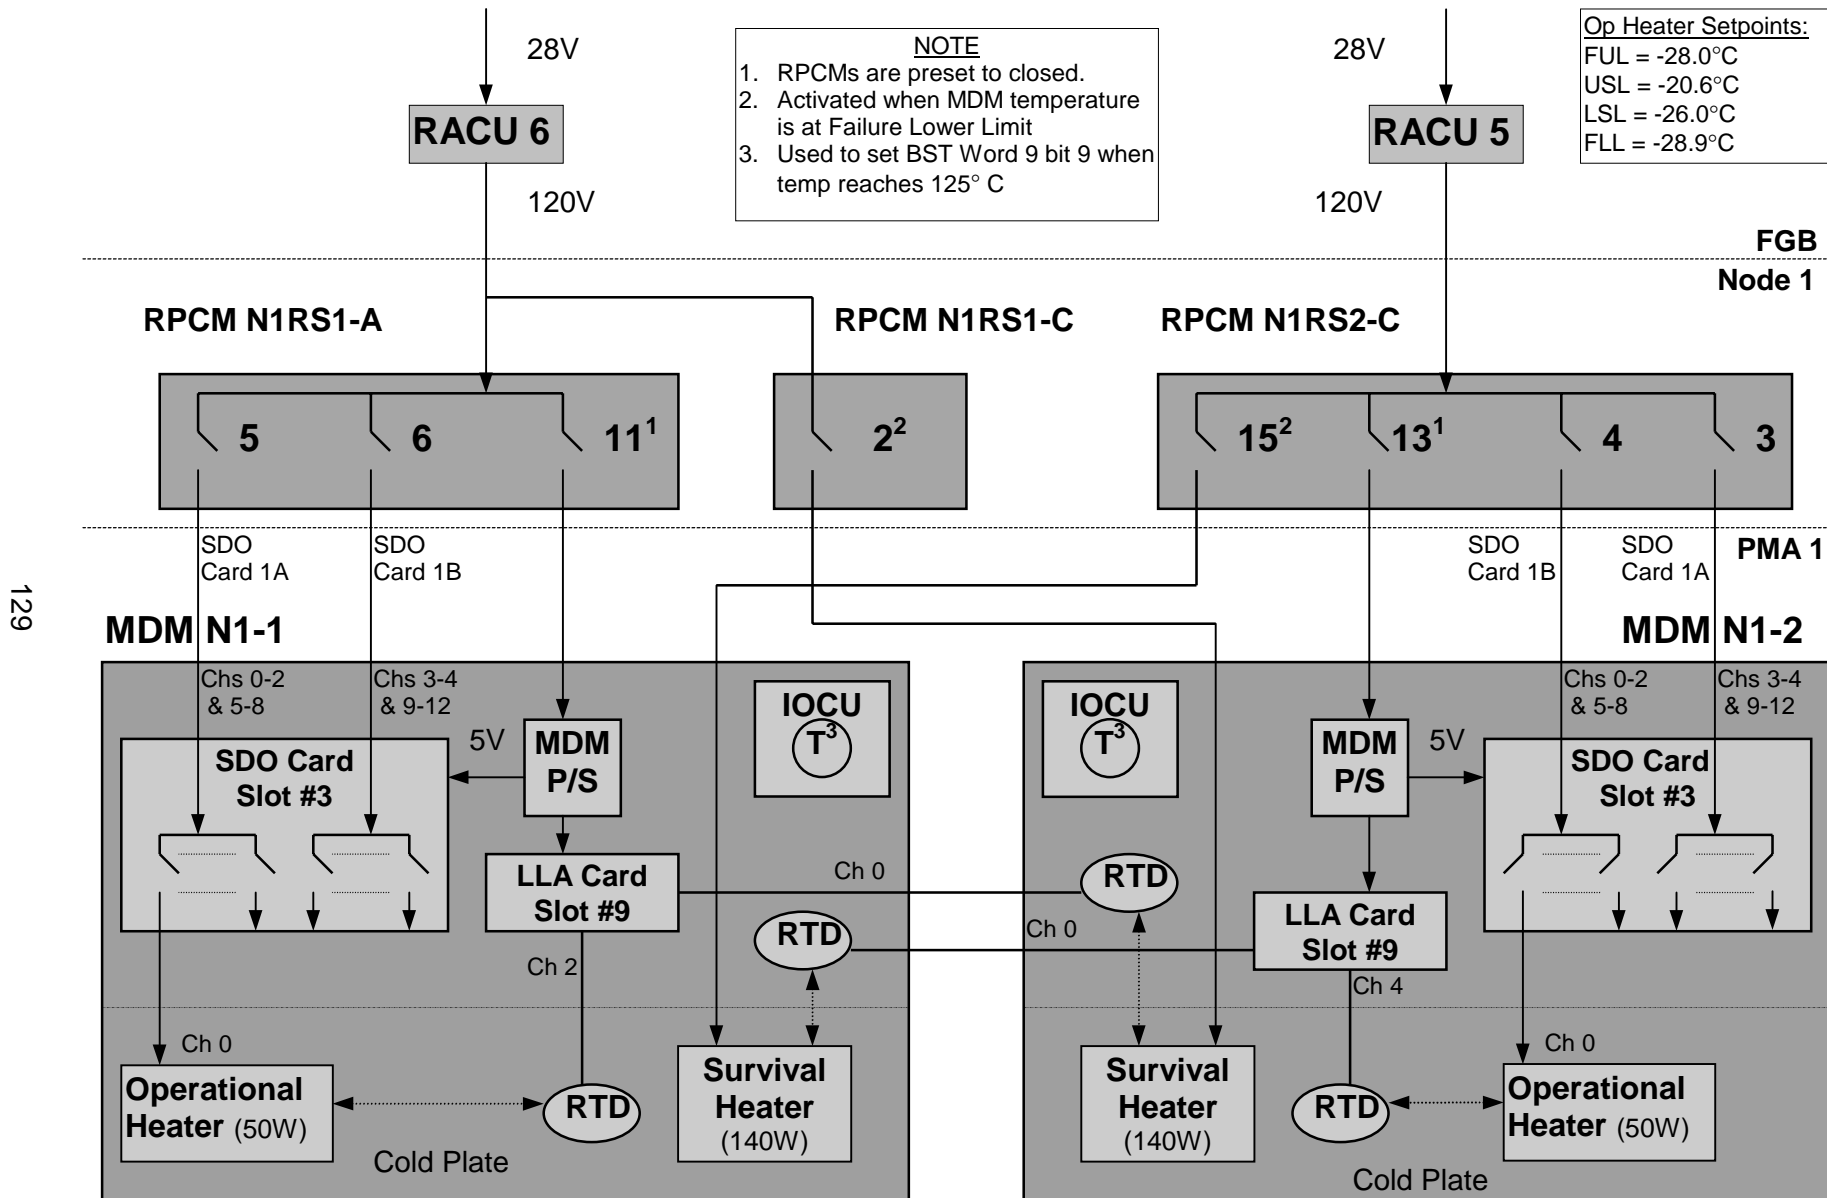 28V
RACU 6
120V
NOTE
1. RPCMs are preset to closed.
2. Activated when MDM temperature
is at Failure Lower Limit
3. Used to set BST Word 9 bit 9 when
temp reaches 125° C
28V
RACU 5
120V
Op Heater Setpoints:
FUL = -28.0°C
USL = -20.6°C
LSL = -26.0°C
FLL = -28.9°C
FGB
Node 1
RPCM N1RS1-A
RPCM N1RS1-C
RPCM N1RS2-C
5
6
11¹
2²
15²
13¹
4
3
SDO
Card 1A
SDO
Card 1B
SDO
Card 1B
SDO
Card 1A
PMA 1
129
MDM N1-1
MDM N1-2
Chs 0-2
& 5-8
Chs 3-4
& 9-12
SDO Card
Slot #3
5V
MDM
P/S
IOCU
T³
LLA Card
Slot #9
Ch 0
RTD
Ch 2
Ch 0
Operational
Heater (50W)
RTD
Survival
Heater
(140W)
Cold Plate
IOCU
T³
MDM
P/S
5V
Chs 0-2
& 5-8
Chs 3-4
& 9-12
SDO Card
Slot #3
RTD
Ch 0
LLA Card
Slot #9
Ch 4
Ch 0
Survival
Heater
(140W)
RTD
Operational
Heater (50W)
Cold Plate